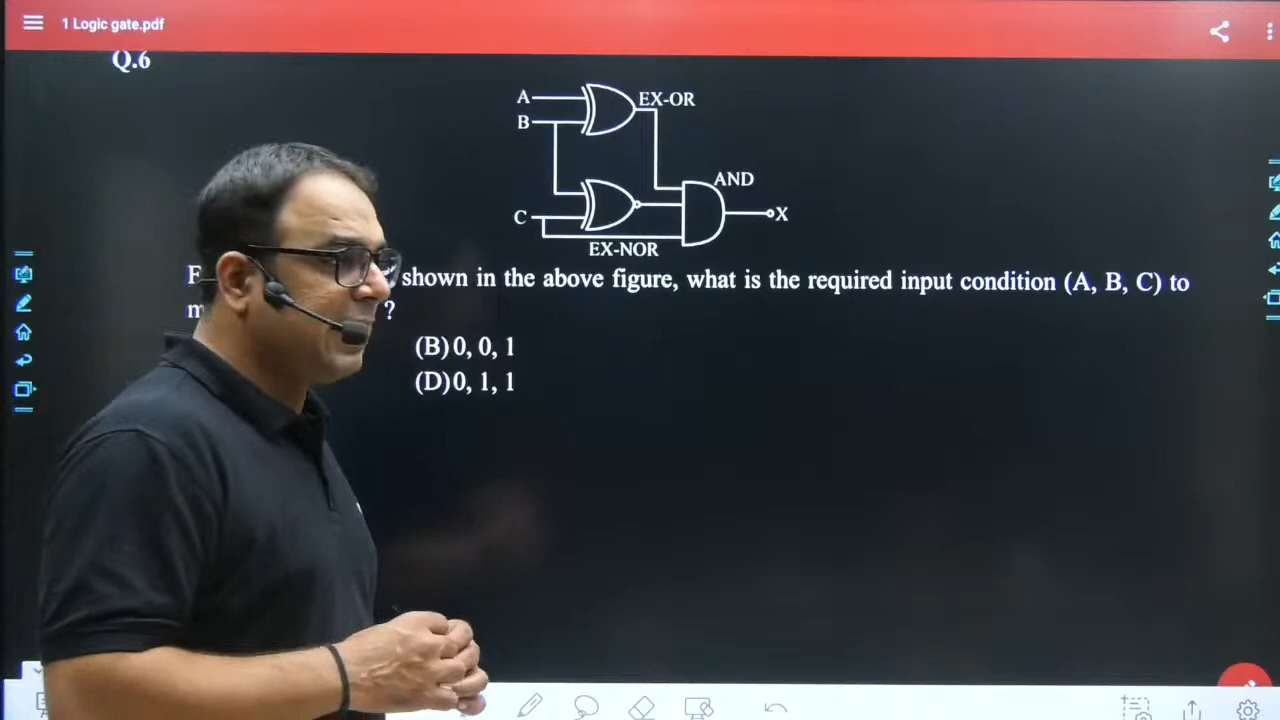 1 Logic gate.pdf
Q.6
A
EX-OR
B
AND
X
C
EX-NOR
shown in the above figure, what is the required input condition (A, B, C) to
?
(B) 0, 0, 1
(D) 0, 1, 1